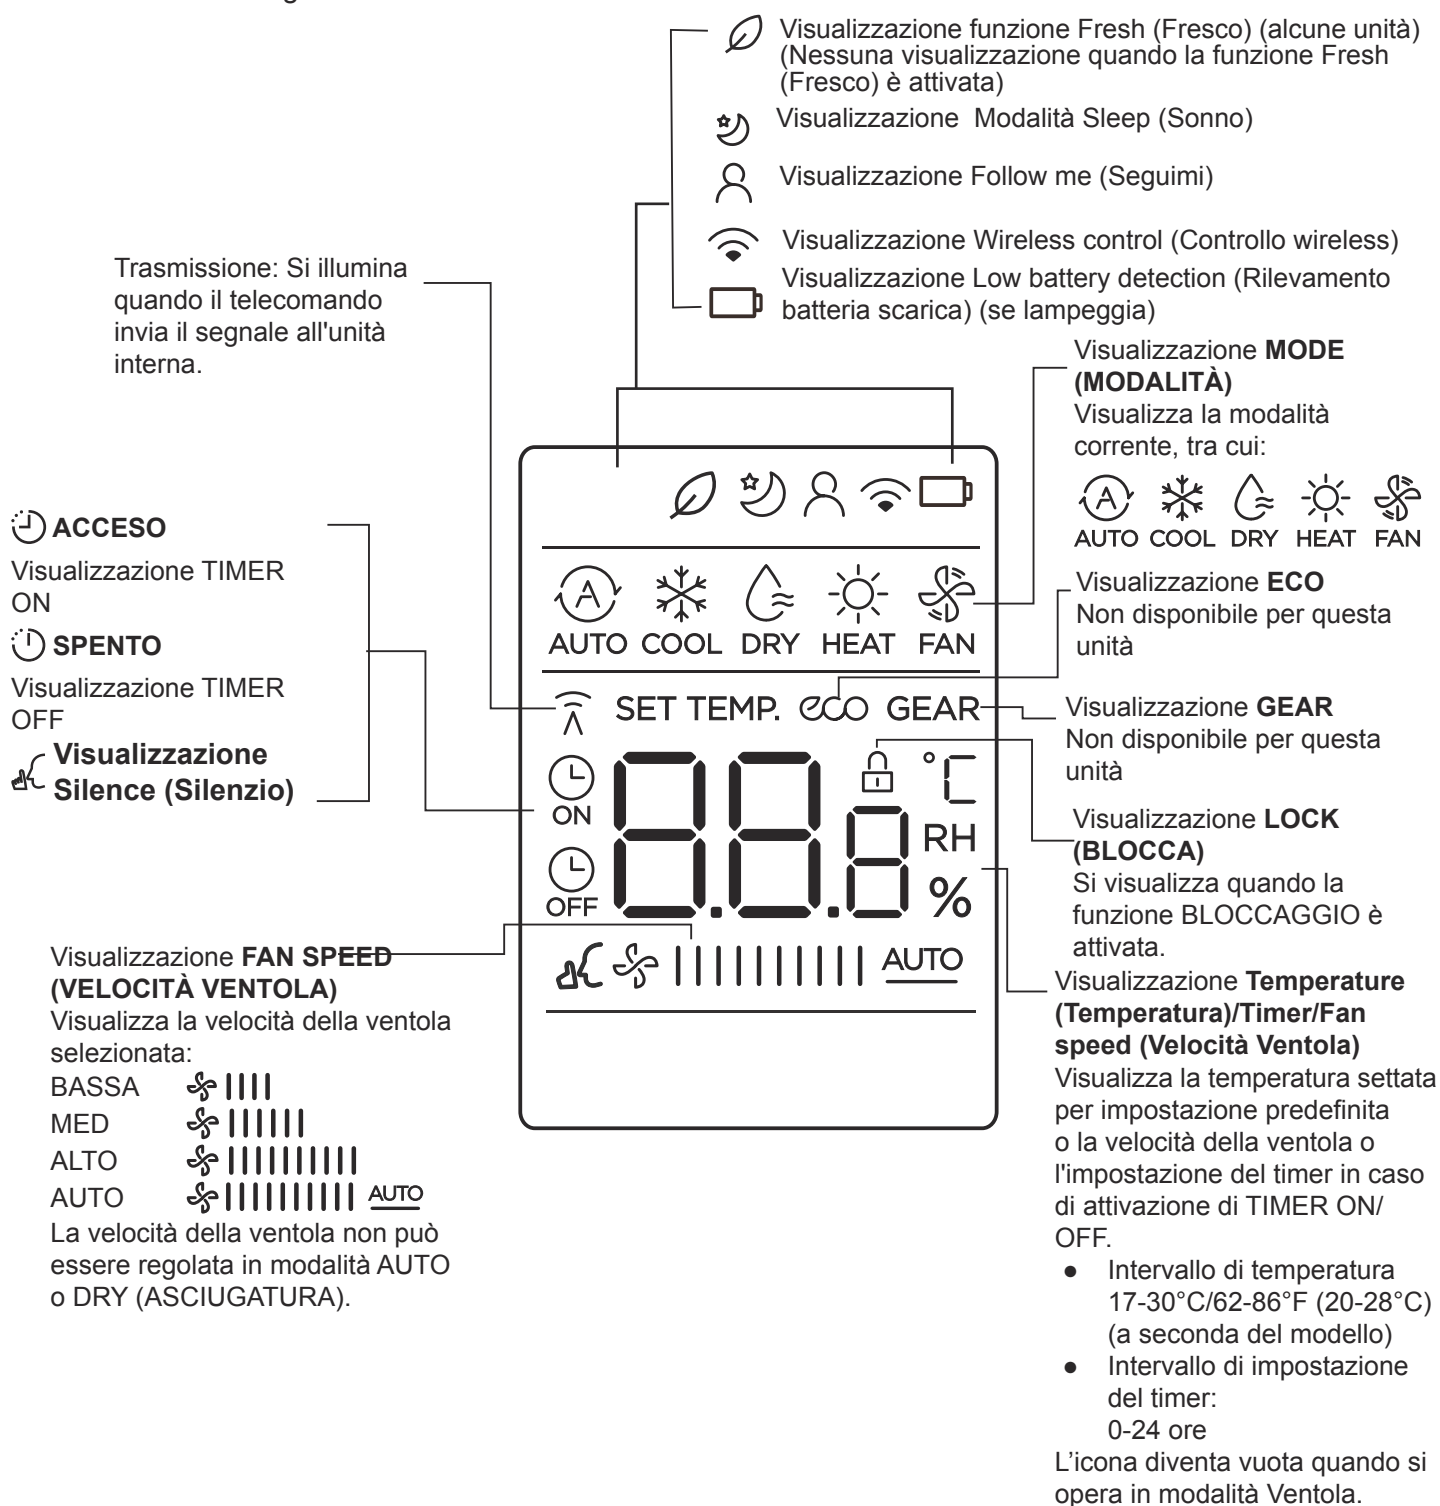 Visualizzazione funzione Fresh (Fresco) (alcune unità)
(Nessuna visualizzazione quando la funzione Fresh
(Fresco) è attivata)
Visualizzazione Modalità Sleep (Sonno)
Visualizzazione Follow me (Seguimi)
Visualizzazione Wireless control (Controllo wireless)
Visualizzazione Low battery detection (Rilevamento
batteria scarica) (se lampeggia)
Trasmissione: Si illumina
quando il telecomando
invia il segnale all'unità
interna.
Visualizzazione MODE
(MODALITÀ)
Visualizza la modalità
corrente, tra cui:
AUTO COOL DRY HEAT FAN
ACCESO
Visualizzazione TIMER
ON
SPENTO
Visualizzazione TIMER
OFF
Visualizzazione
Silence (Silenzio)
AUTO COOL DRY HEAT FAN
SET TEMP. eco GEAR
ON
OFF
88.8
°C
RH
%
AUTO
Visualizzazione ECO
Non disponibile per questa
unità
Visualizzazione GEAR
Non disponibile per questa
unità
Visualizzazione LOCK
(BLOCCA)
Si visualizza quando la
funzione BLOCCAGGIO è
attivata.
Visualizzazione FAN SPEED
(VELOCITÀ VENTOLA)
Visualizza la velocità della ventola
selezionata:
BASSA
MED
ALTO
AUTO AUTO
La velocità della ventola non può
essere regolata in modalità AUTO
o DRY (ASCIUGATURA).
Visualizzazione Temperature
(Temperatura)/Timer/Fan
speed (Velocità Ventola)
Visualizza la temperatura settata
per impostazione predefinita
o la velocità della ventola o
l'impostazione del timer in caso
di attivazione di TIMER ON/
OFF.
● Intervallo di temperatura
17-30°C/62-86°F (20-28°C)
(a seconda del modello)
● Intervallo di impostazione
del timer:
0-24 ore
L'icona diventa vuota quando si
opera in modalità Ventola.